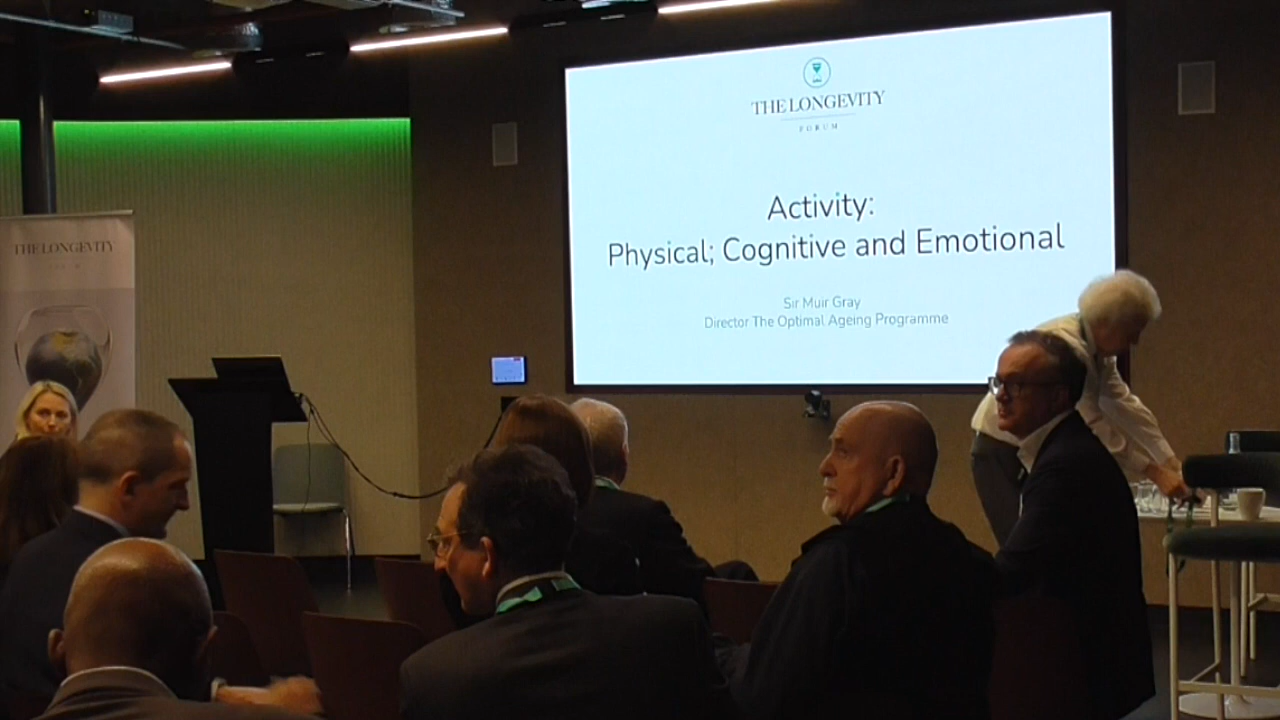 THE LONGEVITY
FORUM
Activity:
Physical; Cognitive and Emotional
Sir Muir Gray
Director The Optimal Ageing Programme
THE LONGEVITY